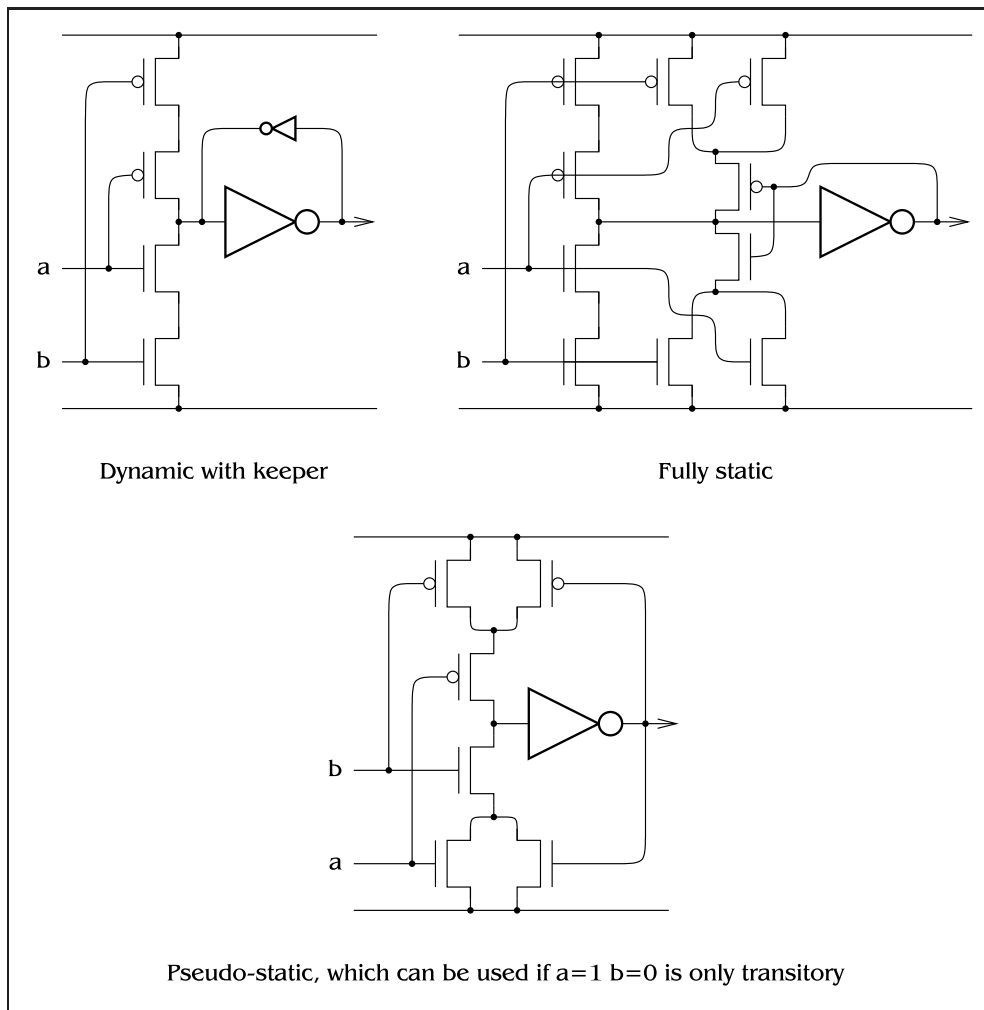 a
b
a
b
Dynamic with keeper
Fully static
b
a
Pseudo-static, which can be used if a=1 b=0 is only transitory